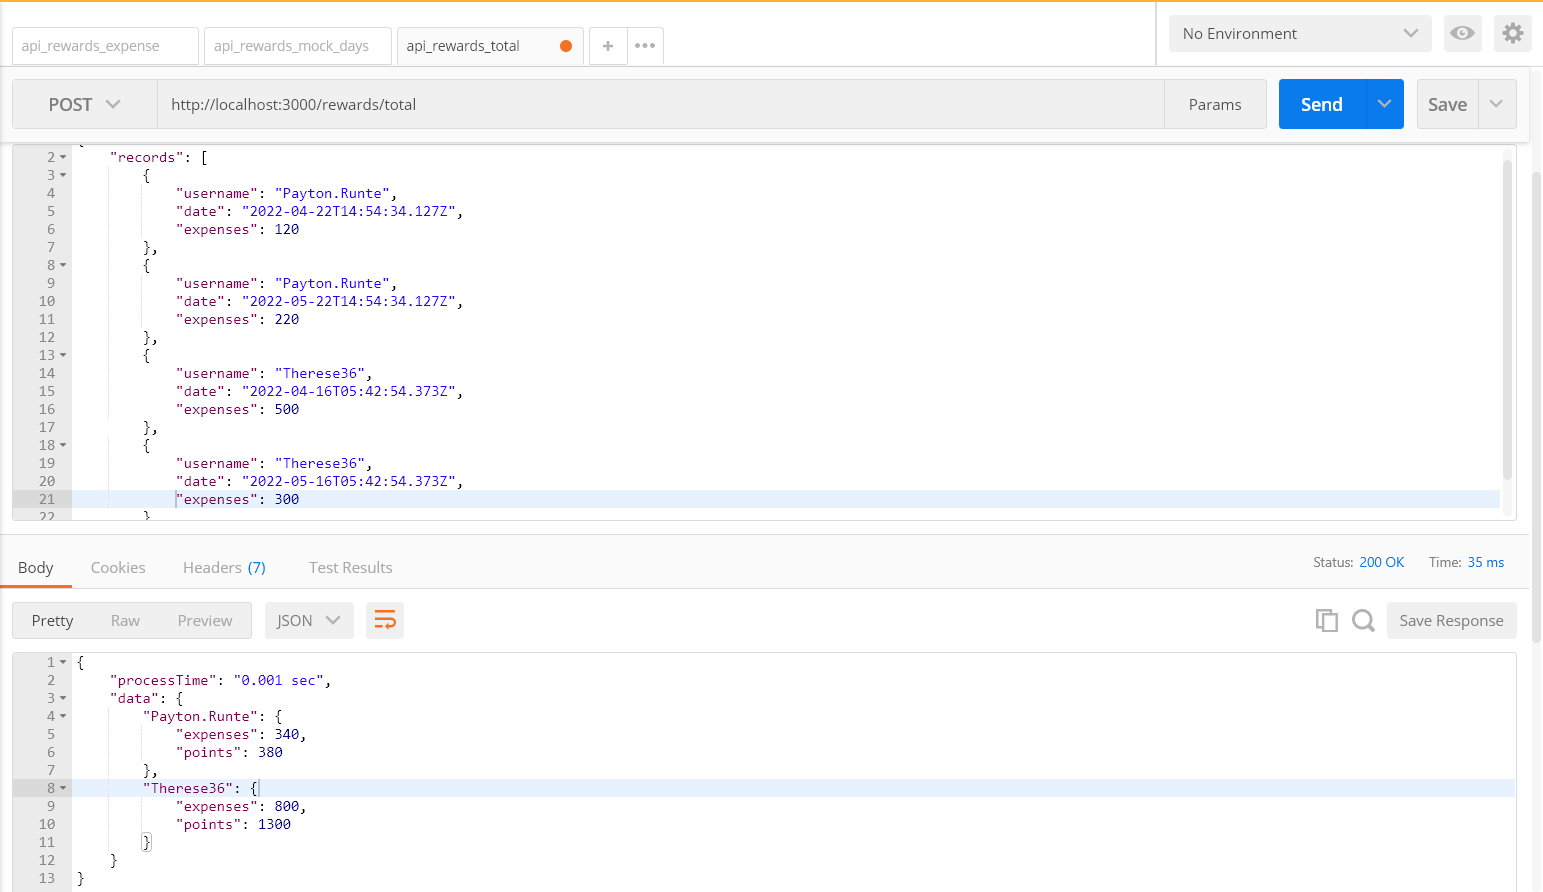 api_rewards_expense
api_rewards_mock_days
api_rewards_total
No Environment
POST
http://localhost:3000/rewards/total
Params
Send
Save
2 "records": [
3 {
4 "username": "Payton.Runte",
5 "date": "2022-04-22T14:54:34.127Z",
6 "expenses": 120
7 },
8 {
9 "username": "Payton.Runte",
10 "date": "2022-05-22T14:54:34.127Z",
11 "expenses": 220
12 },
13 {
14 "username": "Therese36",
15 "date": "2022-04-16T05:42:54.373Z",
16 "expenses": 500
17 },
18 {
19 "username": "Therese36",
20 "date": "2022-05-16T05:42:54.373Z",
21 "expenses": 300
22 }
Body
Cookies
Headers (7)
Test Results
Status: 200 OK
Time: 35 ms
Pretty
Raw
Preview
JSON
Save Response
1 {
2 "processTime": "0.001 sec",
3 "data": {
4 "Payton.Runte": {
5 "expenses": 340,
6 "points": 380
7 },
8 "Therese36": {
9 "expenses": 800,
10 "points": 1300
11 }
12 }
13 }